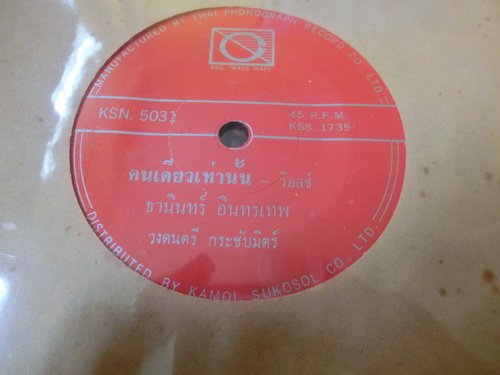 MANUFACTURED BY THAI PHONOGRAPH RECORD CO. LTD.
REG. TRADE MARK
KSN. 5031
45 R.P.M.
KSS. 1735
คนเดียวเท่านั้น – ว๊อลซ์
ธานินทร์ อินทรเทพ
วงดนตรี กระชับมิตร์
DISTRIBUTED BY KAMOL SUKOSOL CO. LTD.